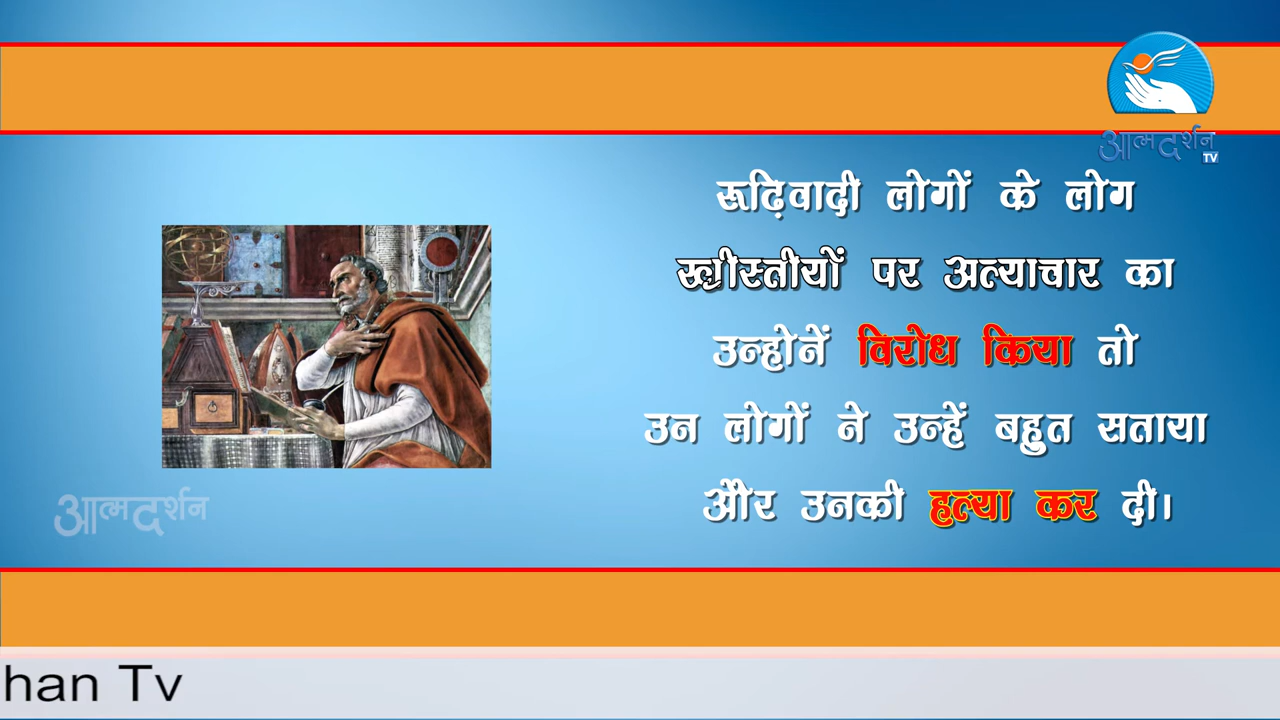 आत्मदर्शन
TV
रूढ़िवादी लोगों के लोग
ख्रीस्तीयों पर अत्याचार का
उन्होनें विरोध किया तो
उन लोगों ने उन्हें बहुत सताया
और उनकी हत्या कर दी।
आत्मदर्शन
han Tv